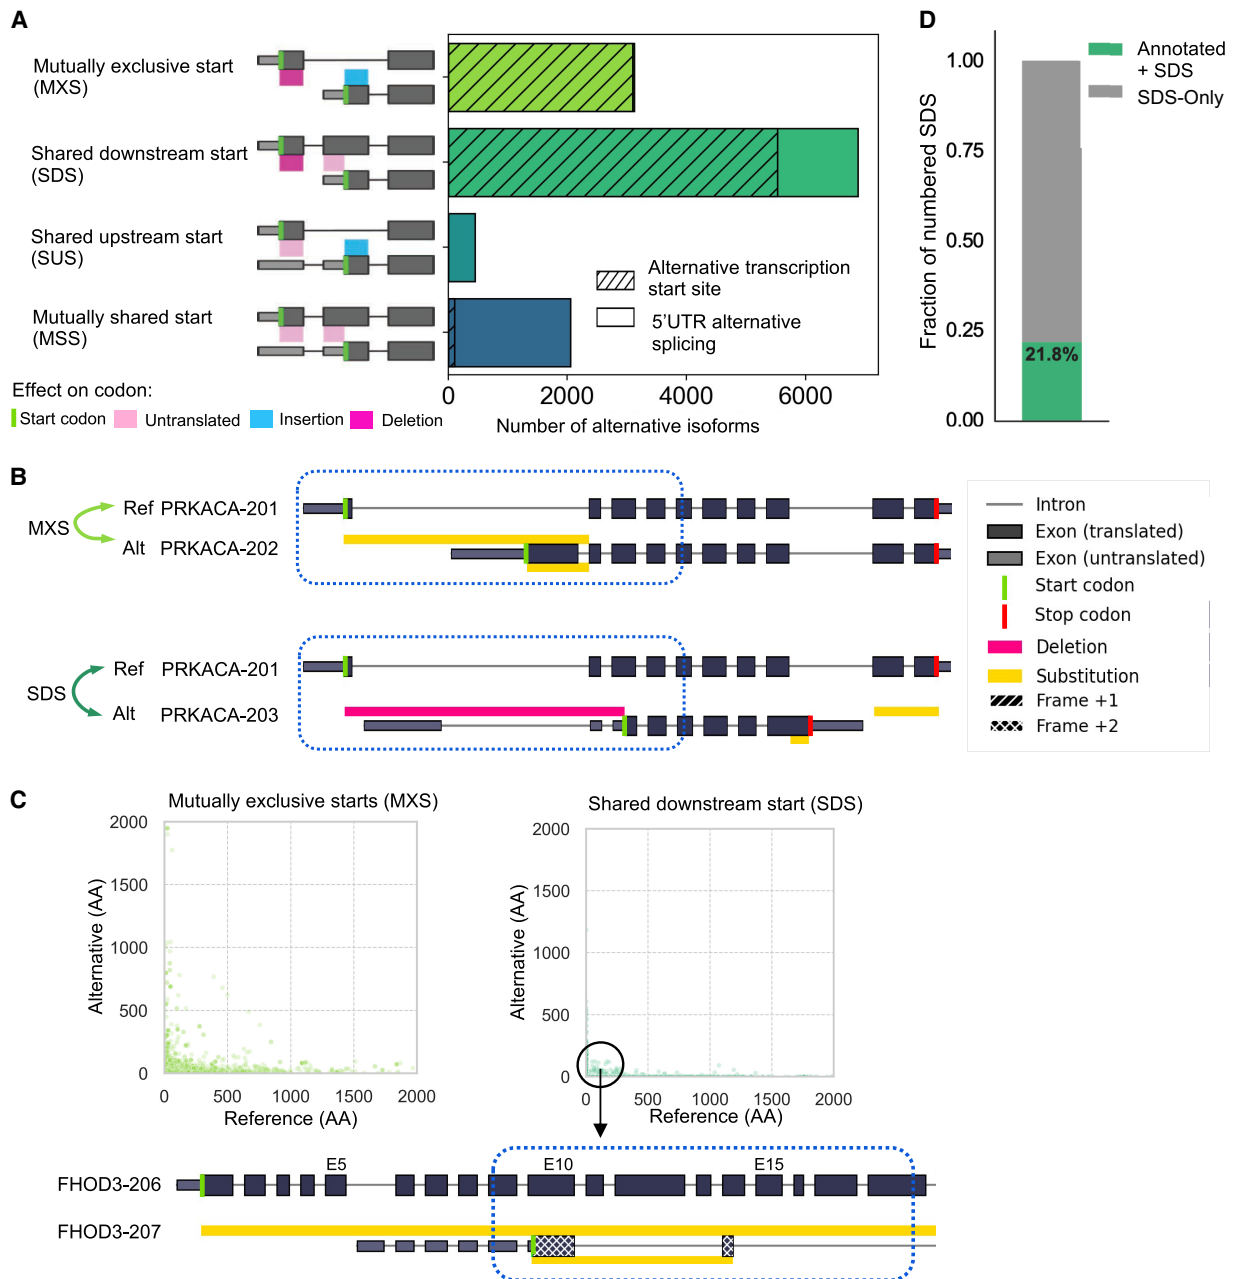 A
Mutually exclusive start
(MXS)
Shared downstream start
(SDS)
Shared upstream start
(SUS)
Mutually shared start
(MSS)
Alternative transcription
start site
5'UTR alternative
splicing
0 2000 4000 6000
Number of alternative isoforms
Effect on codon:
Start codon Untranslated Insertion Deletion
D
Fraction of numbered SDS
1.00
0.75
0.50
0.25
0.00
21.8%
Annotated
+ SDS
SDS-Only
B
MXS
Ref PRKACA-201
Alt PRKACA-202
SDS
Ref PRKACA-201
Alt PRKACA-203
Intron
Exon (translated)
Exon (untranslated)
Start codon
Stop codon
Deletion
Substitution
Frame +1
Frame +2
C
Mutually exclusive starts (MXS)
Alternative (AA)
2000
1500
1000
500
0
0 500 1000 1500 2000
Reference (AA)
Shared downstream start (SDS)
Alternative (AA)
2000
1500
1000
500
0
0 500 1000 1500 2000
Reference (AA)
E5 E10 E15
FHOD3-206
FHOD3-207